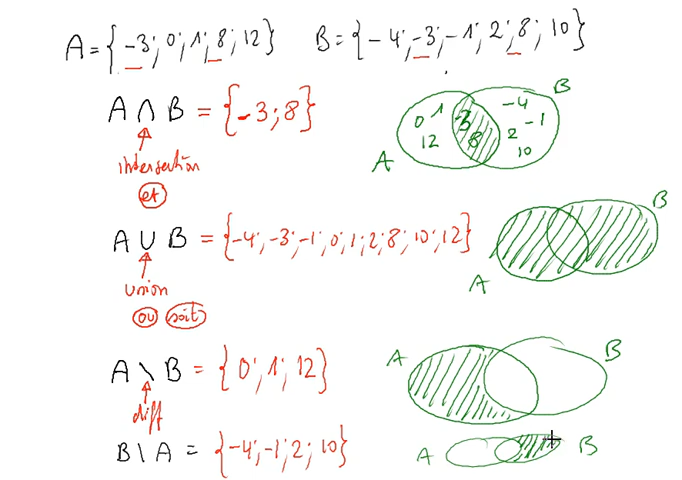 A = { -3 ; 0 ; 1 ; 8 ; 12 } B = { -4 ; -3 ; -1 ; 2 ; 8 ; 10 }
A ∩ B = { -3 ; 8 }
intersection
et
A 0 1 12 -3 8 -4 -1 2 10 B
A ∪ B = { -4 ; -3 ; -1 ; 0 ; 1 ; 2 ; 8 ; 10 ; 12 }
union
ou soit
A B
A \ B = { 0 ; 1 ; 12 }
diff
A B
B \ A = { -4 ; -1 ; 2 ; 10 }
A B